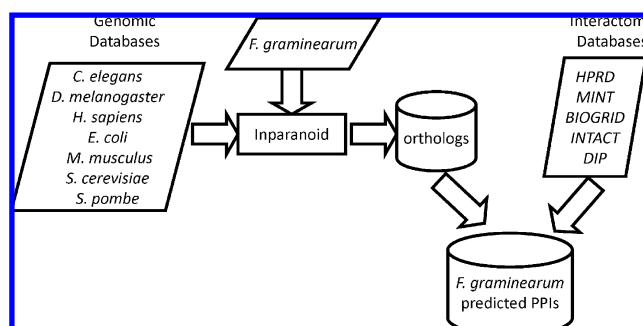 Genomic
Databases
C. elegans
D. melanogaster
H. sapiens
E. coli
M. musculus
S. cerevisiae
S. pombe
F. graminearum
Inparanoid
orthologs
Interactom
Databases
HPRD
MINT
BIOGRID
INTACT
DIP
F. graminearum
predicted PPIs